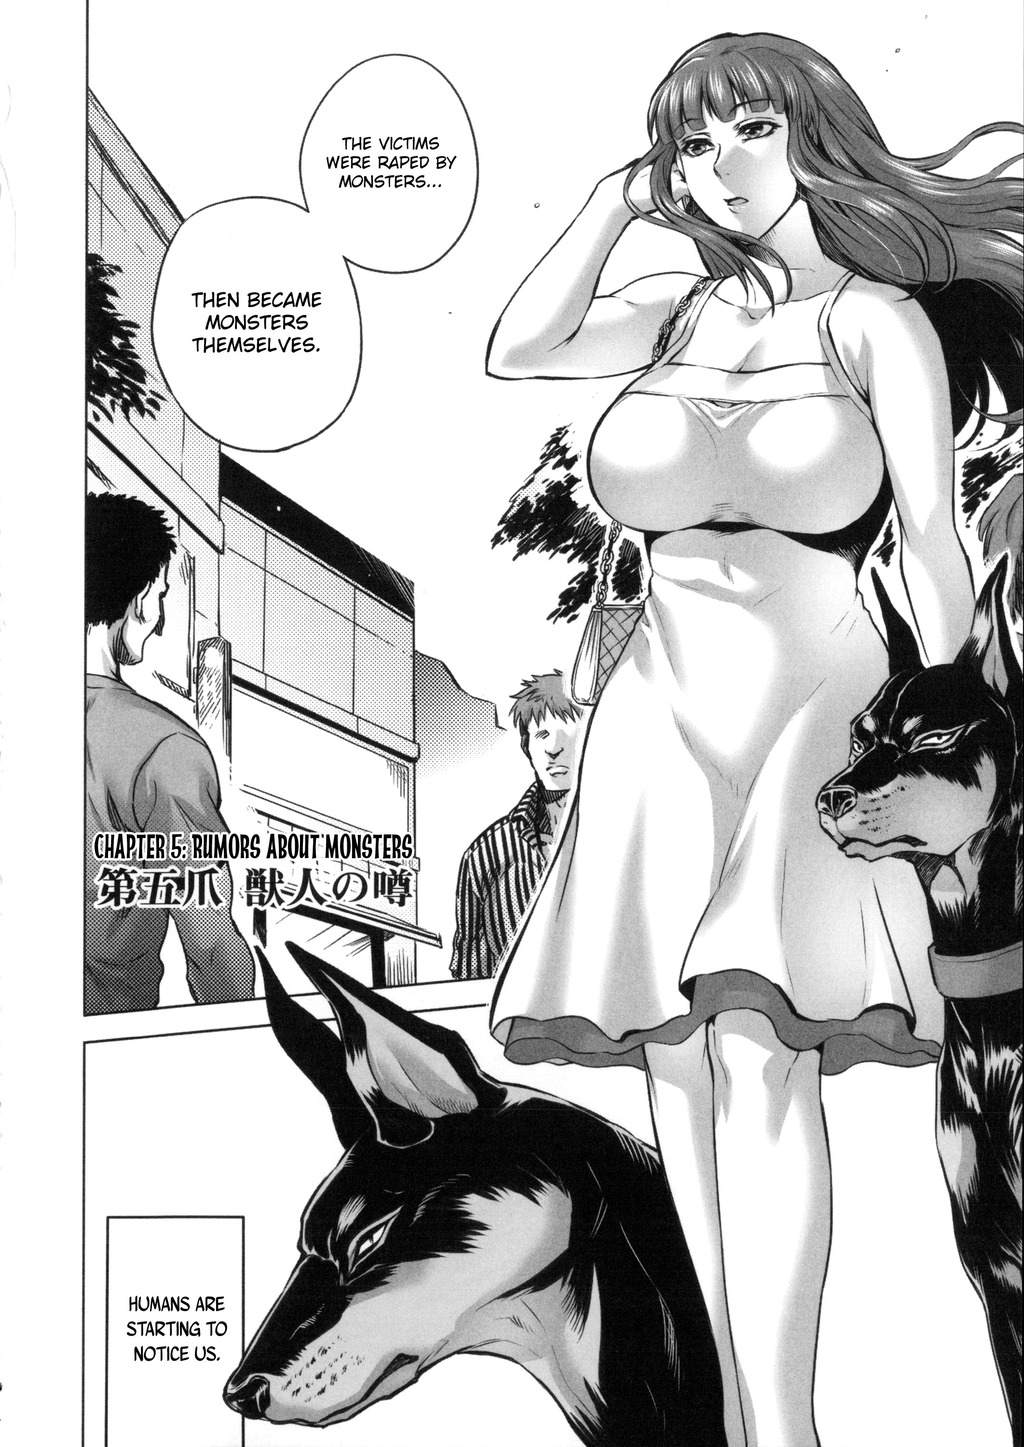 THE VICTIMS
WERE RAPED BY
MONSTERS...
THEN BECAME
MONSTERS
THEMSELVES.
CHAPTER 5: RUMORS ABOUT MONSTERS
第五爪 獣人の噂
HUMANS ARE
STARTING TO
NOTICE US.